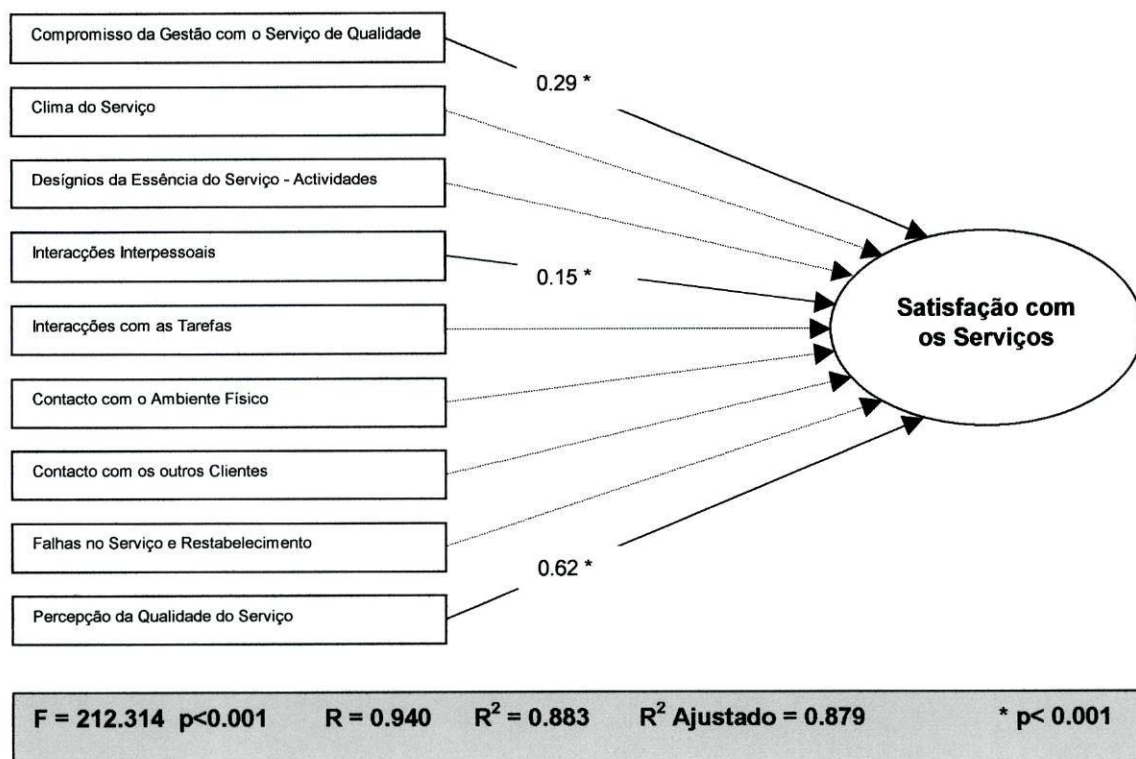 Compromisso da Gestão com o Serviço de Qualidade
0.29 *
Clima do Serviço
Desígnios da Essência do Serviço - Actividades
Interacções Interpessoais
0.15 *
Satisfação com
os Serviços
Interacções com as Tarefas
Contacto com o Ambiente Físico
Contacto com os outros Clientes
Falhas no Serviço e Restabelecimento
0.62 *
Percepção da Qualidade do Serviço
F = 212.314 p<0.001 R = 0.940 R² = 0.883 R² Ajustado = 0.879 * p< 0.001